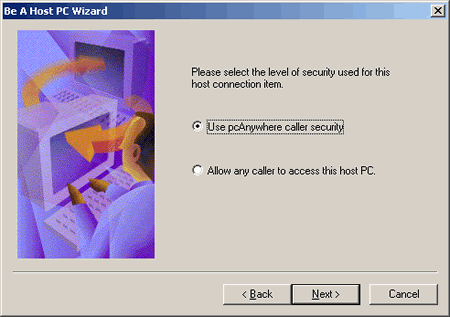 Be A Host PC Wizard
Please select the level of security used for this
host connection item.
Use pcAnywhere caller security
Allow any caller to access this host PC.
< Back
Next >
Cancel